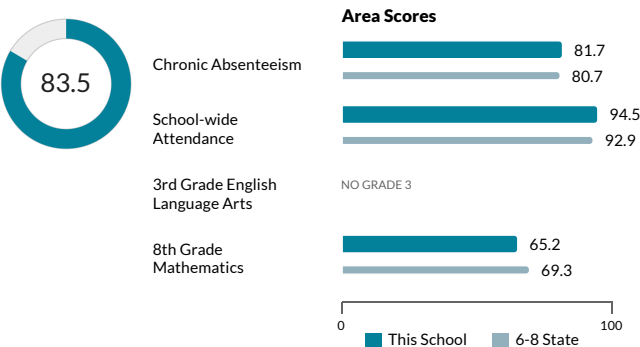 Area Scores
83.5
Chronic Absenteeism
81.7
80.7
School-wide
Attendance
94.5
92.9
3rd Grade English
Language Arts
NO GRADE 3
8th Grade
Mathematics
65.2
69.3
0
100
This School
6-8 State